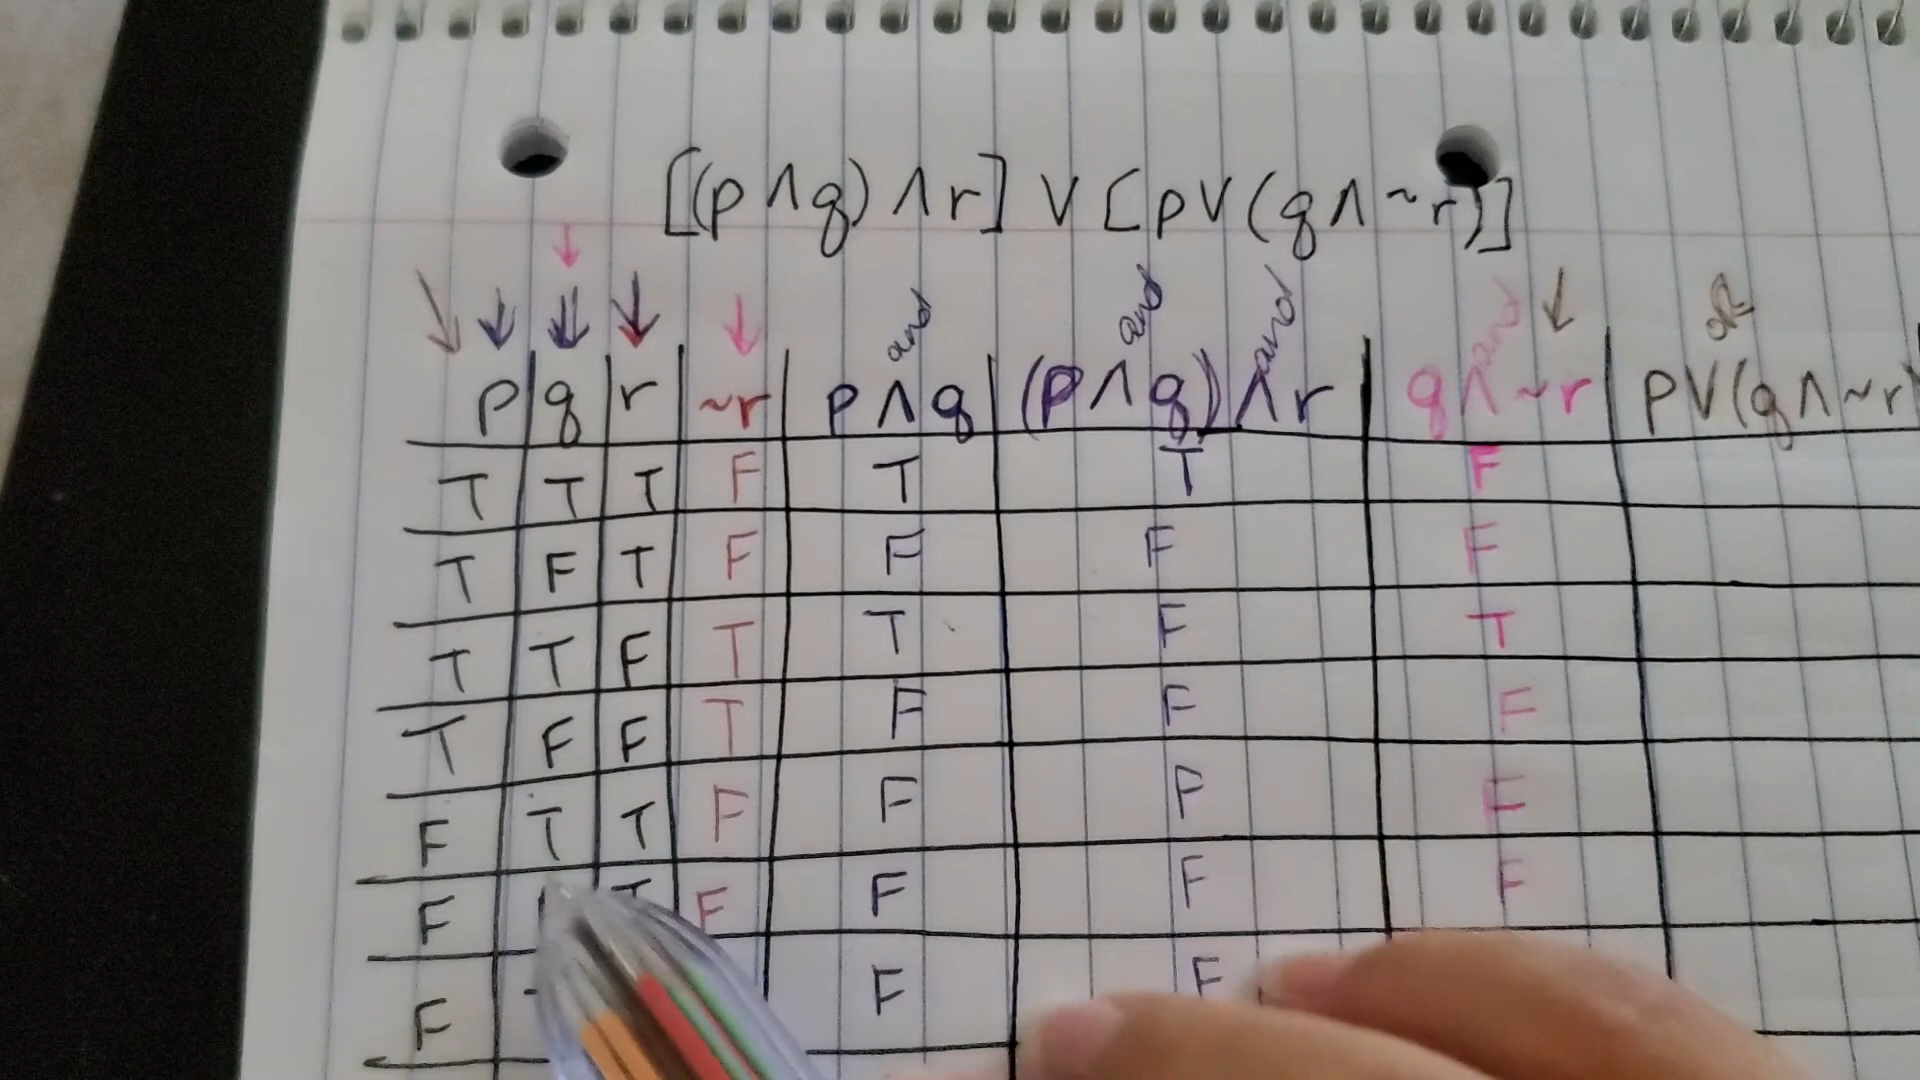 [(p ∧ q) ∧ r] ∨ [p ∨ (q ∧ ~r)]
and and and and or
p q r ~r p ∧ q (p ∧ q) ∧ r q ∧ ~r p ∨ (q ∧ ~r)
T T T F T T F
T F T F F F F
T T F T T F T
T F F T F F F
F T T F F P F
F T F F F F
F F F